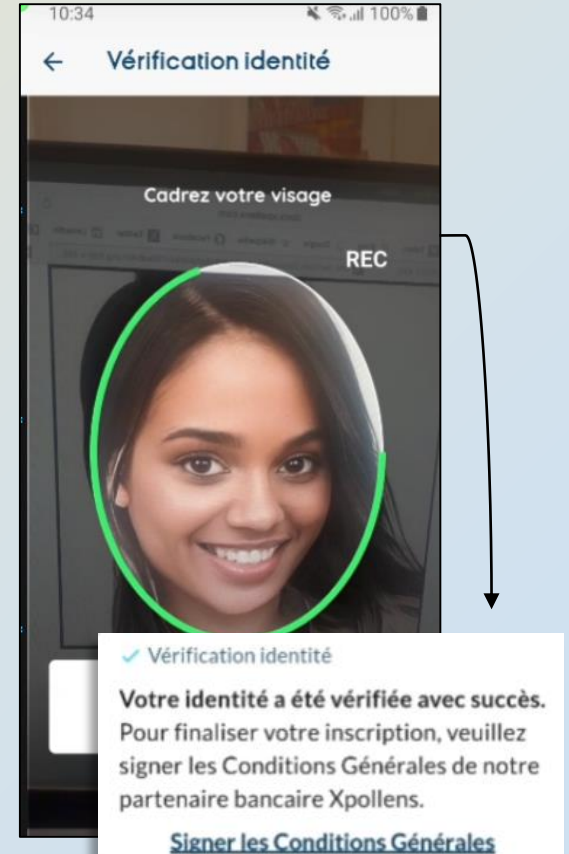 10:34
100%
Vérification identité
Cadrez votre visage
REC
Vérification identité
Votre identité a été vérifiée avec succès.
Pour finaliser votre inscription, veuillez
signer les Conditions Générales de notre
partenaire bancaire Xpollens.
Signer les Conditions Générales